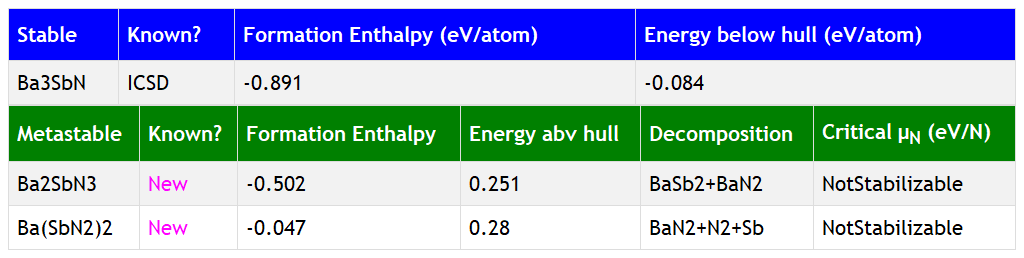 Stable Known? Formation Enthalpy (eV/atom) Energy below hull (eV/atom)
Ba3SbN ICSD -0.891 -0.084
Metastable Known? Formation Enthalpy Energy abv hull Decomposition Critical μN (eV/N)
Ba2SbN3 New -0.502 0.251 BaSb2+BaN2 NotStabilizable
Ba(SbN2)2 New -0.047 0.28 BaN2+N2+Sb NotStabilizable